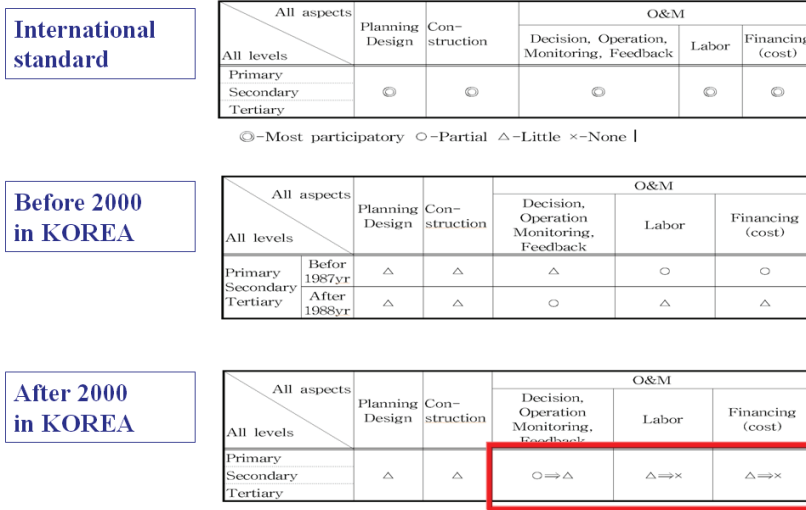 International
standard
All aspects
All levels
Planning
Design
Con-
struction
O&M
Decision, Operation,
Monitoring, Feedback
Labor
Financing
(cost)
Primary
Secondary
Tertiary
◎ ◎ ◎ ◎ ◎
◎-Most participatory ○-Partial △-Little ×-None
Before 2000
in KOREA
All aspects
All levels
Planning
Design
Con-
struction
O&M
Decision,
Operation
Monitoring,
Feedback
Labor
Financing
(cost)
Primary
Secondary
Tertiary
Befor
1987yr
△ △ △ ○ ○
After
1988yr
△ △ ○ △ △
After 2000
in KOREA
All aspects
All levels
Planning
Design
Con-
struction
O&M
Decision,
Operation
Monitoring,
Feedback
Labor
Financing
(cost)
Primary
Secondary
Tertiary
△ △ ○⇒△ △⇒× △⇒×